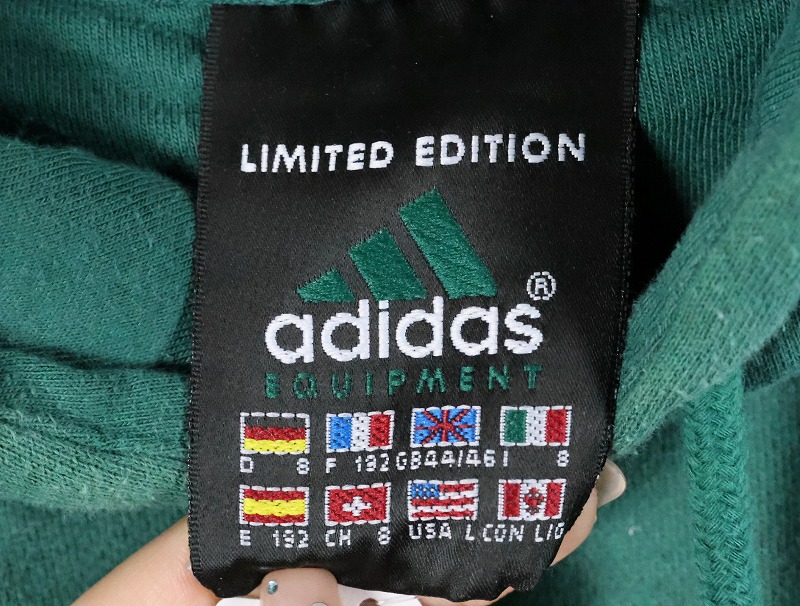 LIMITED EDITION
®
adidas
EQUIPMENT
D 8 F 192 GB44/46 I 8
E 192 CH 8 USA L CDN L/G